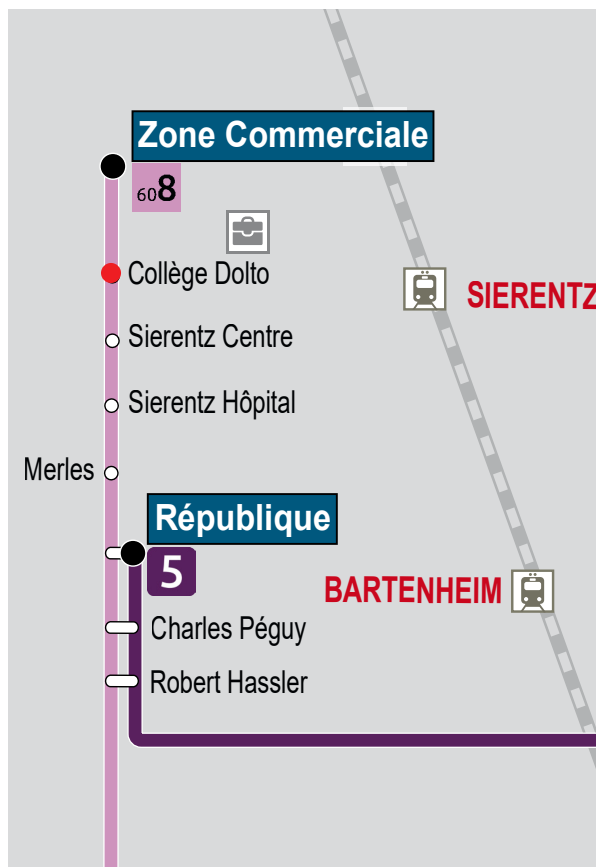 Zone Commerciale
608
Collège Dolto
SIERENTZ
Sierentz Centre
Sierentz Hôpital
Merles
République
5
BARTENHEIM
Charles Péguy
Robert Hassler